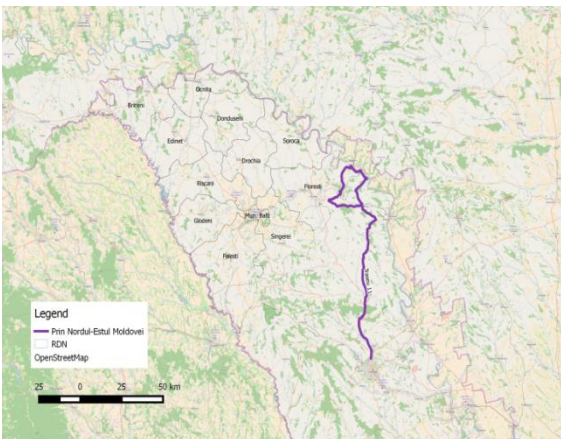 Ocnita
Briceni
Donduseni
Edinet
Soroca
Drochia
Riscani
Floresti
Glodeni
Mun. Balti
Singerei
Falesti
Legend
Prin Nordul-Estul Moldovei
RDN
OpenStreetMap
25 0 25 50 km